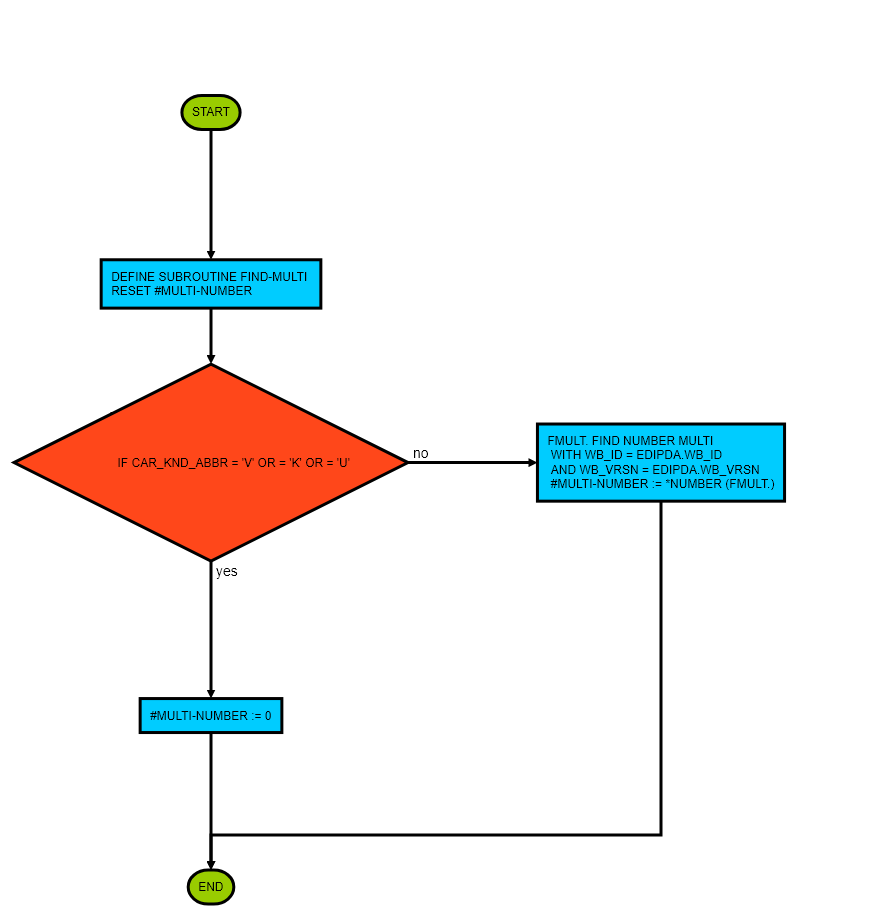 START
DEFINE SUBROUTINE FIND-MULTI
RESET #MULTI-NUMBER
IF CAR_KND_ABBR = 'V' OR = 'K' OR = 'U'
no
FMULT. FIND NUMBER MULTI
WITH WB_ID = EDIPDA.WB_ID
AND WB_VRSN = EDIPDA.WB_VRSN
#MULTI-NUMBER := *NUMBER (FMULT.)
yes
#MULTI-NUMBER := 0
END